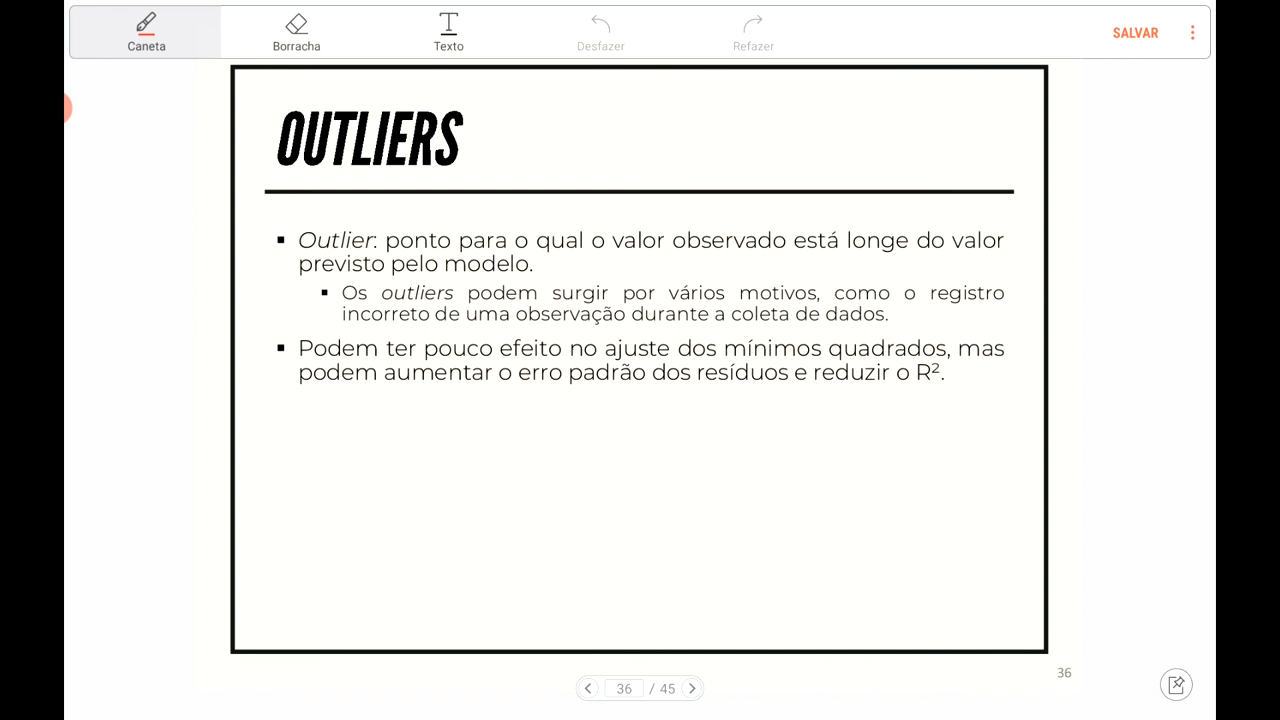 Caneta
Borracha
Texto
Desfazer
Refazer
SALVAR
OUTLIERS
▪ Outlier: ponto para o qual o valor observado está longe do valor
previsto pelo modelo.
▪ Os outliers podem surgir por vários motivos, como o registro
incorreto de uma observação durante a coleta de dados.
▪ Podem ter pouco efeito no ajuste dos mínimos quadrados, mas
podem aumentar o erro padrão dos resíduos e reduzir o R².
36
36 / 45